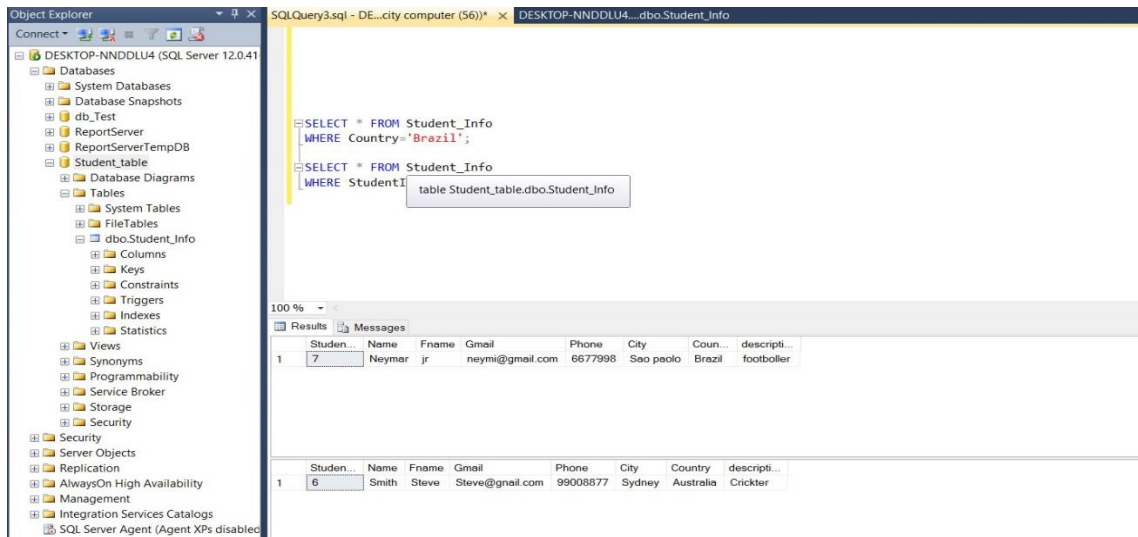 Object Explorer
Connect
DESKTOP-NNDDLU4 (SQL Server 12.0.41
Databases
System Databases
Database Snapshots
db_Test
ReportServer
ReportServerTempDB
Student_table
Database Diagrams
Tables
System Tables
FileTables
dbo.Student_Info
Columns
Keys
Constraints
Triggers
Indexes
Statistics
Views
Synonyms
Programmability
Service Broker
Storage
Security
Security
Server Objects
Replication
AlwaysOn High Availability
Management
Integration Services Catalogs
SQL Server Agent (Agent XPs disabled
SQLQuery3.sql - DE...city computer (56))* DESKTOP-NNDDLU4....dbo.Student_Info
SELECT * FROM Student_Info
WHERE Country='Brazil';
SELECT * FROM Student_Info
WHERE StudentI
table Student_table.dbo.Student_Info
100 %
Results Messages
Studen... Name Fname Gmail Phone City Coun... descripti...
1 7 Neymar jr neymi@gmail.com 6677998 Sao paolo Brazil footboller
Studen... Name Fname Gmail Phone City Country descripti...
1 6 Smith Steve Steve@gnail.com 99008877 Sydney Australia Crickter